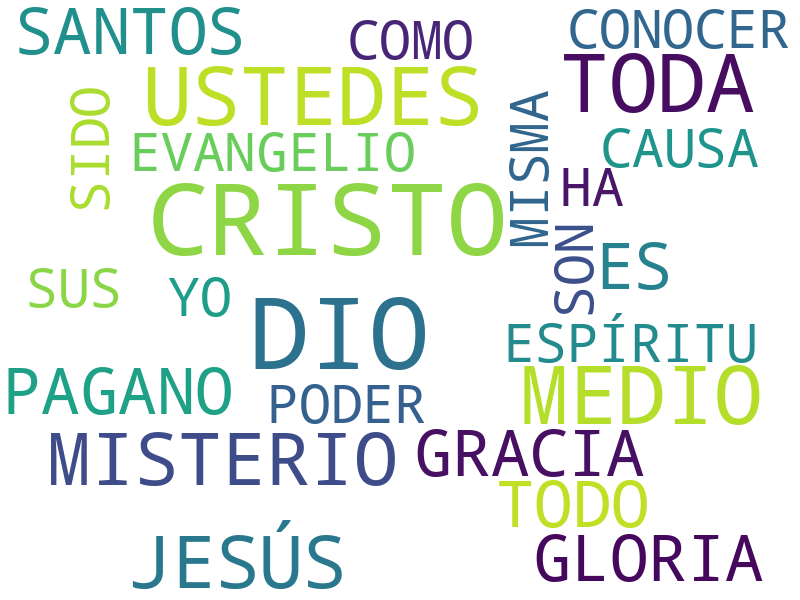 SANTOS
COMO
CONOCER
USTEDES
TODA
SIDO
EVANGELIO
MISMA
CAUSA
CRISTO
HA
SON
ES
SUS
YO
DIO
ESPÍRITU
PAGANO
PODER
MEDIO
MISTERIO
GRACIA
TODO
JESÚS
GLORIA